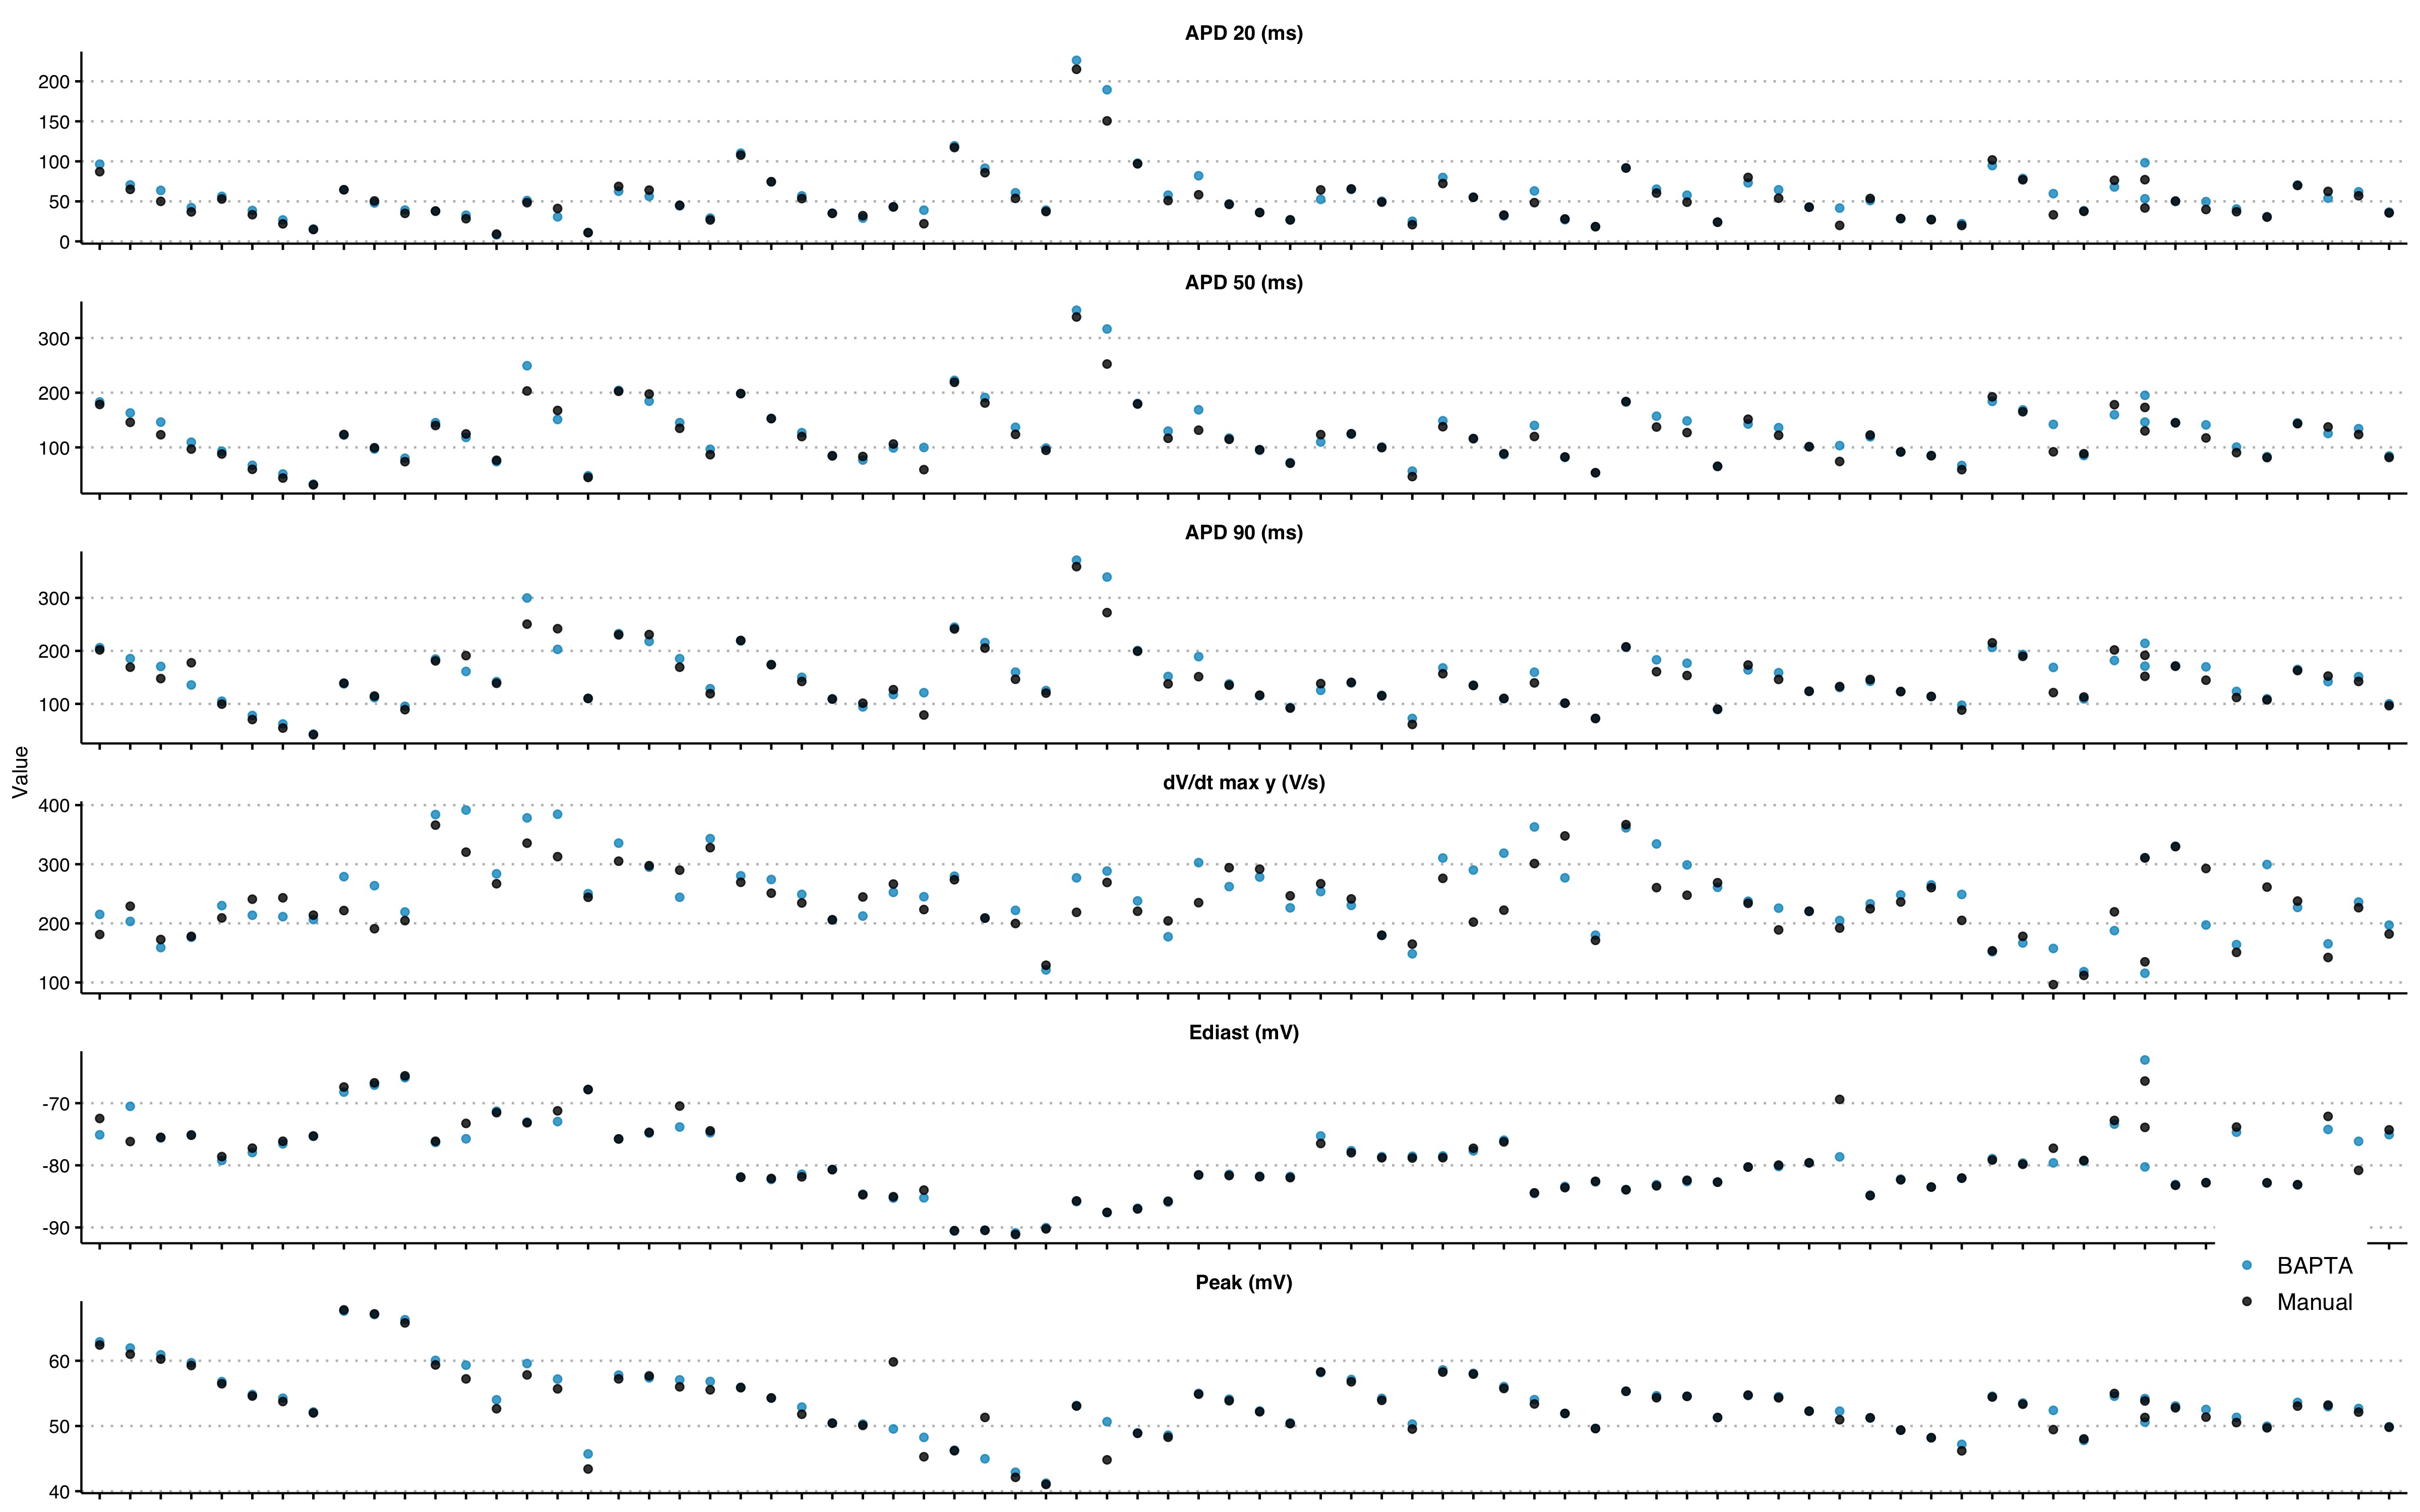 APD 20 (ms)
200
150
100
50
0
APD 50 (ms)
300
200
100
APD 90 (ms)
300
200
100
Value
dV/dt max y (V/s)
400
300
200
100
Ediast (mV)
-70
-80
-90
BAPTA
Manual
Peak (mV)
60
50
40